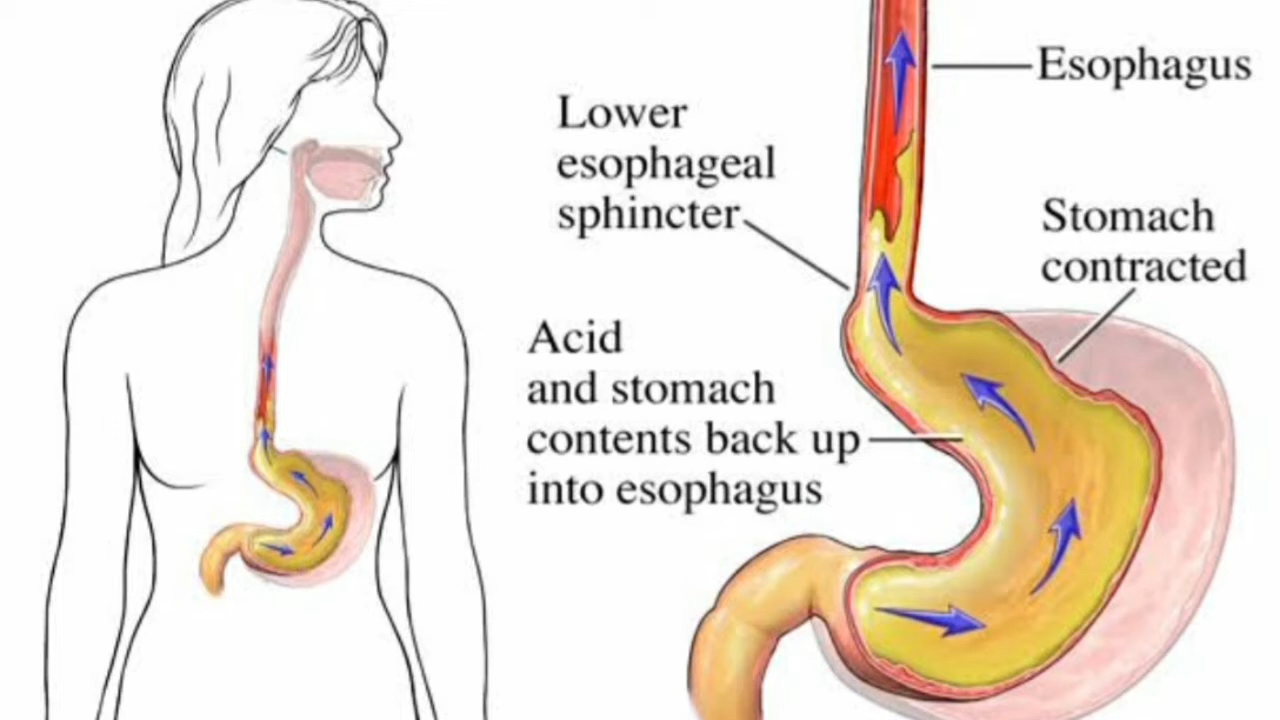 Esophagus
Lower
esophageal
sphincter
Stomach
contracted
Acid
and stomach
contents back up
into esophagus